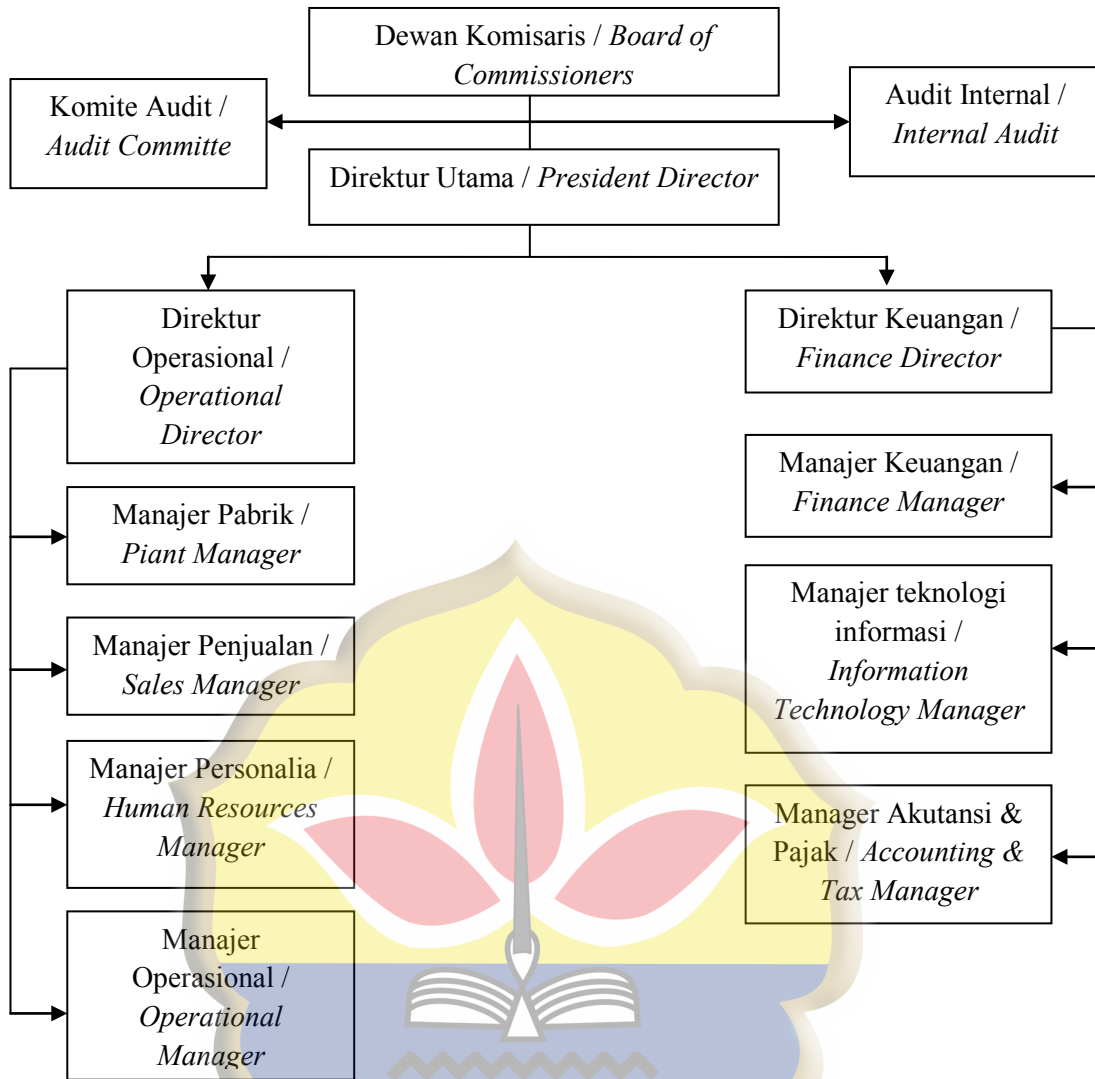 Dewan Komisaris / Board of
Commissioners
Komite Audit /
Audit Committe
Audit Internal /
Internal Audit
Direktur Utama / President Director
Direktur
Operasional /
Operational
Director
Direktur Keuangan /
Finance Director
Manajer Pabrik /
Piant Manager
Manajer Keuangan /
Finance Manager
Manajer Penjualan /
Sales Manager
Manajer teknologi
informasi /
Information
Technology Manager
Manajer Personalia /
Human Resources
Manager
Manager Akutansi &
Pajak / Accounting &
Tax Manager
Manajer
Operasional /
Operational
Manager